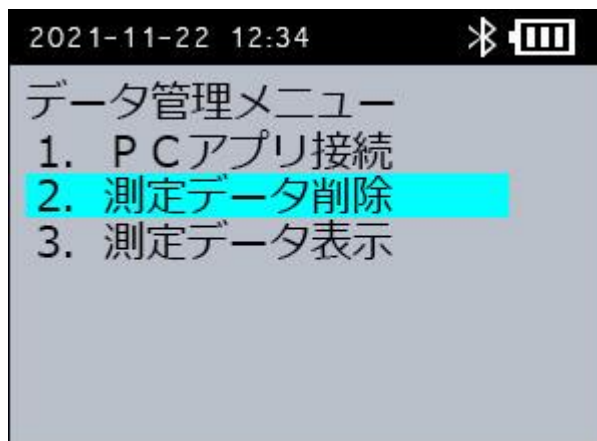 2021-11-22 12:34
データ管理メニュー
1. ＰＣアプリ接続
2. 測定データ削除
3. 測定データ表示